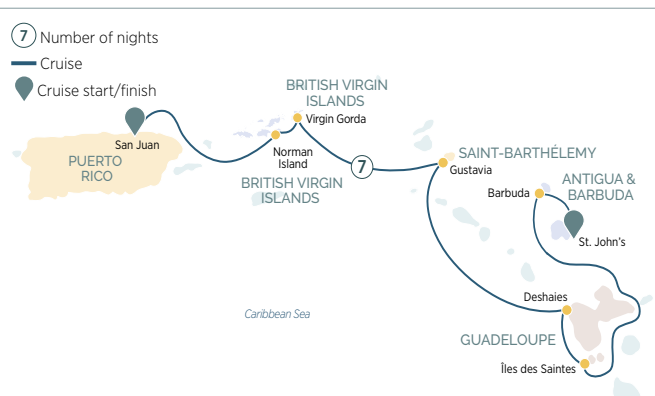 7 Number of nights
Cruise
Cruise start/finish
San Juan
PUERTO
RICO
BRITISH VIRGIN
ISLANDS
Virgin Gorda
Norman
Island
BRITISH VIRGIN
ISLANDS
7
SAINT-BARTHÉLEMY
Gustavia
ANTIGUA &
BARBUDA
Barbuda
St. John's
Deshaies
Caribbean Sea
GUADELOUPE
Îles des Saintes